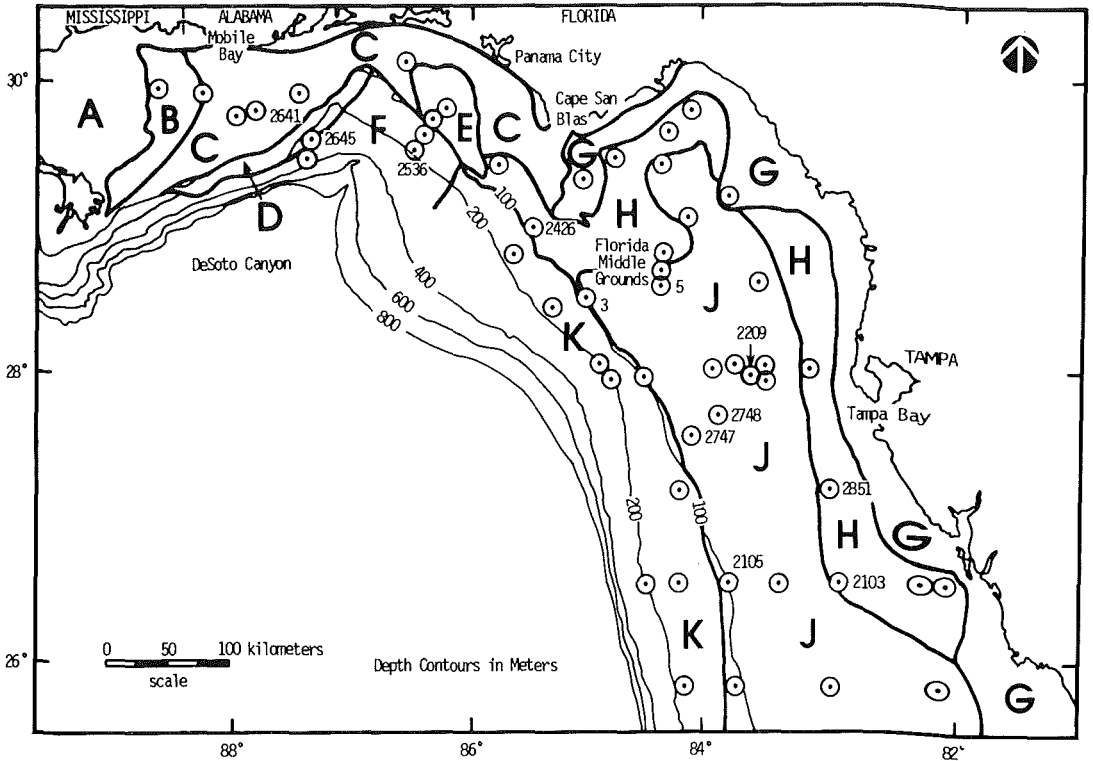 MISSISSIPPI
ALABAMA
FLORIDA
Mobile
Bay
C
Panama City
30°
A
B
Cape San
Blas
2641
E
C
F
C
2645
G
2536
G
D
100
H
200
2426
Florida
Middle
Grounds
H
DeSoto Canyon
400
5
J
600
3
800
2209
K
28°
TAMPA
Tampa Bay
2748
2747
J
2851
200
100
H
G
2105
2103
0 50 100 kilometers
scale
K
J
Depth Contours in Meters
26°
G
88°
86°
84°
82°